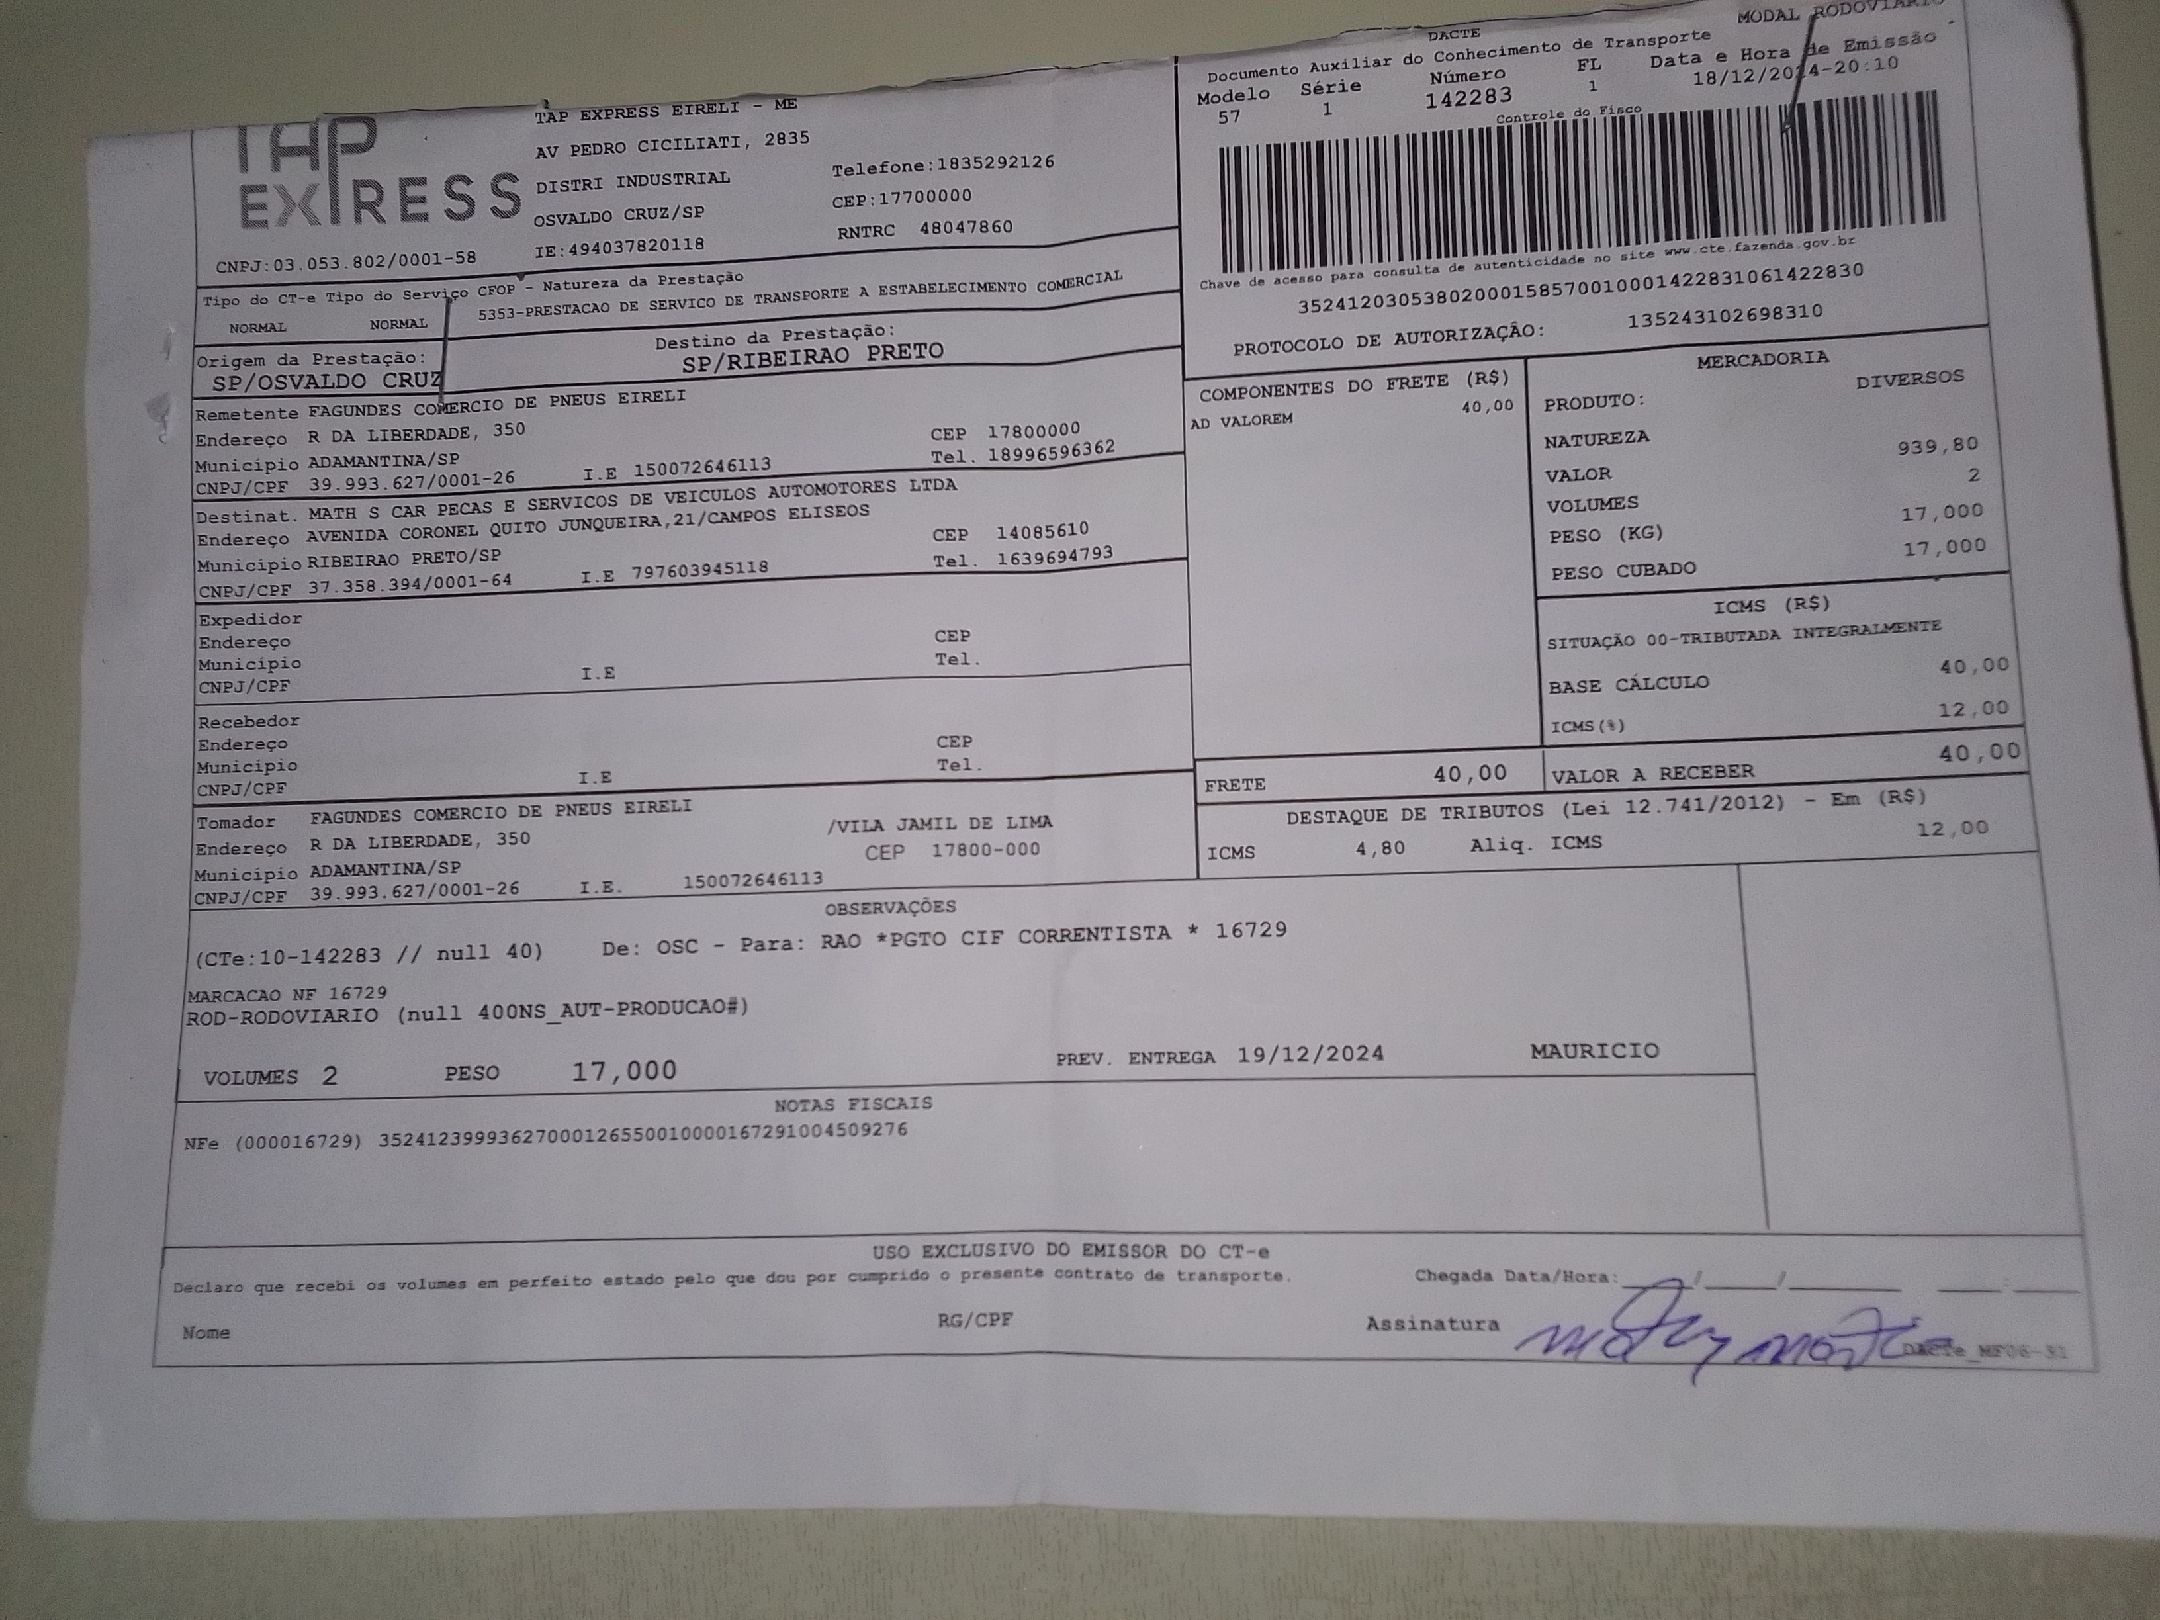 TAP
EXPRESS
CNPJ:03.053.802/0001-58
TAP EXPRESS EIRELI - ME
AV PEDRO CICILIATI, 2835
DISTRI INDUSTRIAL Telefone:1835292126
OSVALDO CRUZ/SP CEP:17700000
IE:494037820118 RNTRC 48047860
MODAL RODOVIARIO
DACTE
Documento Auxiliar do Conhecimento de Transporte
Modelo Série Número FL Data e Hora de Emissão
57 1 142283 1 18/12/2024-20:10
Controle do Fisco
Chave de acesso para consulta de autenticidade no site www.cte.fazenda.gov.br
35241203053802000158570010001422831061422830
PROTOCOLO DE AUTORIZAÇÃO: 135243102698310
Tipo do CT-e Tipo do Serviço CFOP - Natureza da Prestação
NORMAL NORMAL 5353-PRESTACAO DE SERVICO DE TRANSPORTE A ESTABELECIMENTO COMERCIAL
Origem da Prestação: Destino da Prestação:
SP/OSVALDO CRUZ SP/RIBEIRAO PRETO
Remetente FAGUNDES COMERCIO DE PNEUS EIRELI
Endereço R DA LIBERDADE, 350 CEP 17800000
Município ADAMANTINA/SP Tel. 18996596362
CNPJ/CPF 39.993.627/0001-26 I.E 150072646113
Destinat. MATH S CAR PECAS E SERVICOS DE VEICULOS AUTOMOTORES LTDA
Endereço AVENIDA CORONEL QUITO JUNQUEIRA,21/CAMPOS ELISEOS CEP 14085610
Município RIBEIRAO PRETO/SP Tel. 1639694793
CNPJ/CPF 37.358.394/0001-64 I.E 797603945118
Expedidor
Endereço CEP
Município Tel.
CNPJ/CPF I.E
Recebedor
Endereço CEP
Município Tel.
CNPJ/CPF I.E
Tomador FAGUNDES COMERCIO DE PNEUS EIRELI
Endereço R DA LIBERDADE, 350 /VILA JAMIL DE LIMA
Município ADAMANTINA/SP CEP 17800-000
CNPJ/CPF 39.993.627/0001-26 I.E. 150072646113
COMPONENTES DO FRETE (R$)
AD VALOREM 40,00
MERCADORIA
PRODUTO: DIVERSOS
NATUREZA
VALOR 939,80
VOLUMES 2
PESO (KG) 17,000
PESO CUBADO 17,000
ICMS (R$)
SITUAÇÃO 00-TRIBUTADA INTEGRALMENTE
BASE CÁLCULO 40,00
ICMS(%) 12,00
FRETE 40,00 VALOR A RECEBER 40,00
DESTAQUE DE TRIBUTOS (Lei 12.741/2012) - Em (R$)
ICMS 4,80 Aliq. ICMS 12,00
OBSERVAÇÕES
(CTe:10-142283 // null 40) De: OSC - Para: RAO *PGTO CIF CORRENTISTA * 16729
MARCACAO NF 16729
ROD-RODOVIARIO (null 400NS_AUT-PRODUCAO#)
VOLUMES 2 PESO 17,000 PREV. ENTREGA 19/12/2024 MAURICIO
NOTAS FISCAIS
NFe (000016729) 35241239993627000126550010000167291004509276
USO EXCLUSIVO DO EMISSOR DO CT-e
Declaro que recebi os volumes em perfeito estado pelo que dou por cumprido o presente contrato de transporte. Chegada Data/Hora:___/___/_____ ___:___
Nome RG/CPF Assinatura
DACTe_MF06-31